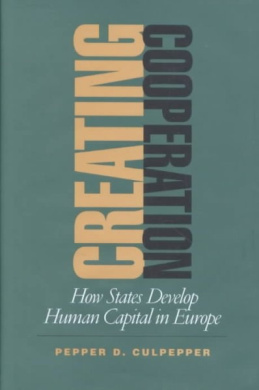 CREATING
COOPERATION
How States Develop
Human Capital in Europe
PEPPER D. CULPEPPER